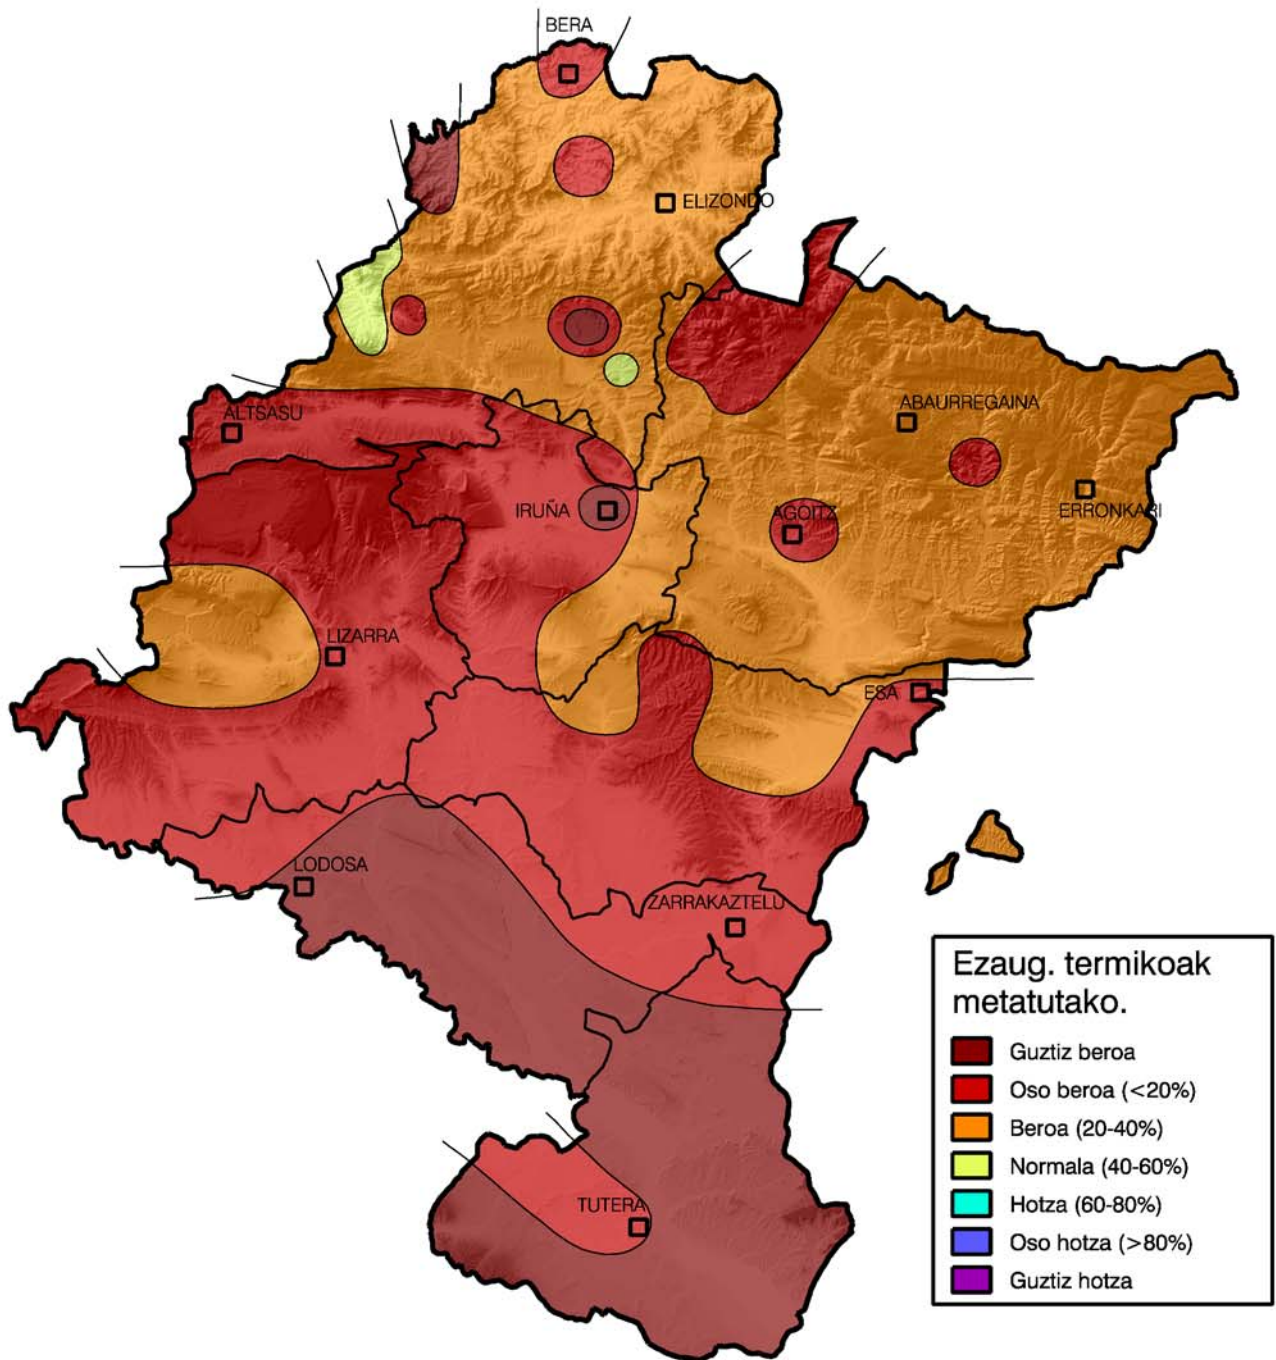 BERA
ELIZONDO
ALTSASU
ABAURREGAINA
IRUÑA
AGOITZ
ERRONKARI
LIZARRA
ESA
LODOSA
ZARRAKAZTELU
TUTERA
Ezaug. termikoak
metatutako.
Guztiz beroa
Oso beroa (<20%)
Beroa (20-40%)
Normala (40-60%)
Hotza (60-80%)
Oso hotza (>80%)
Guztiz hotza